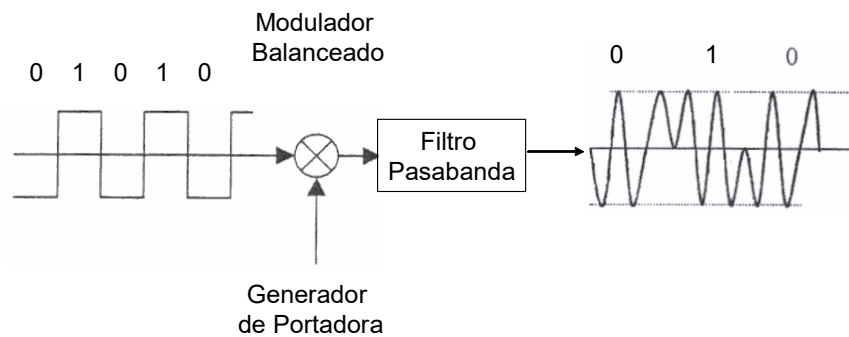 Modulador
Balanceado
0 1 0 1 0
0 1 0
Filtro
Pasabanda
Generador
de Portadora